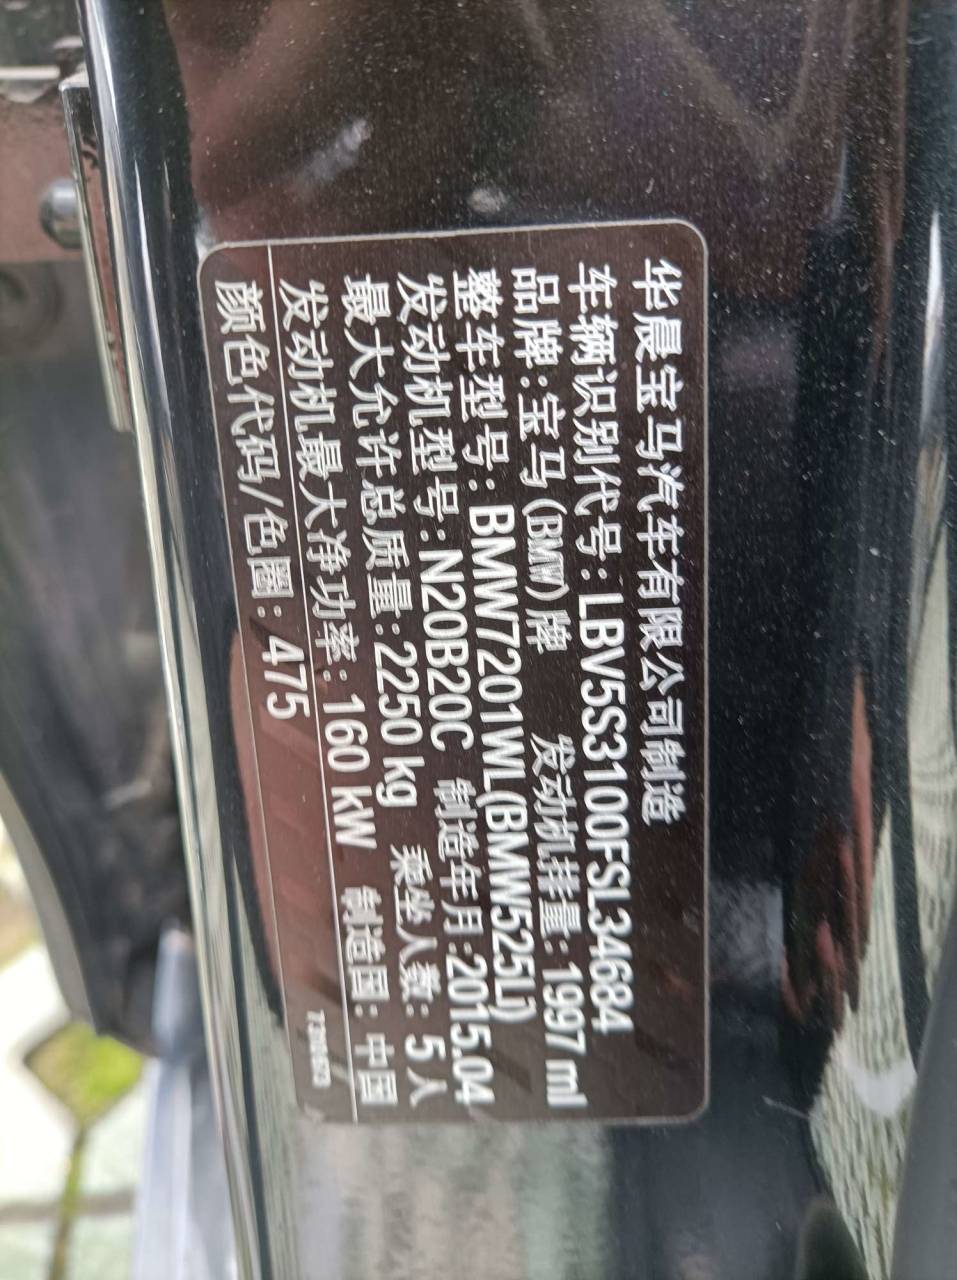 华晨宝马汽车有限公司制造
车辆识别代号:LBV5S3100FSL34684
品牌:宝马(BMW)牌 发动机排量:1997 ml
整车型号:BMW7201WL(BMW525Li)
发动机型号:N20B20C 制造年月:2015.04
最大允许总质量:2250 kg 乘坐人数:5人
发动机最大净功率:160 kW 制造国:中国
颜色代码/色圈:475